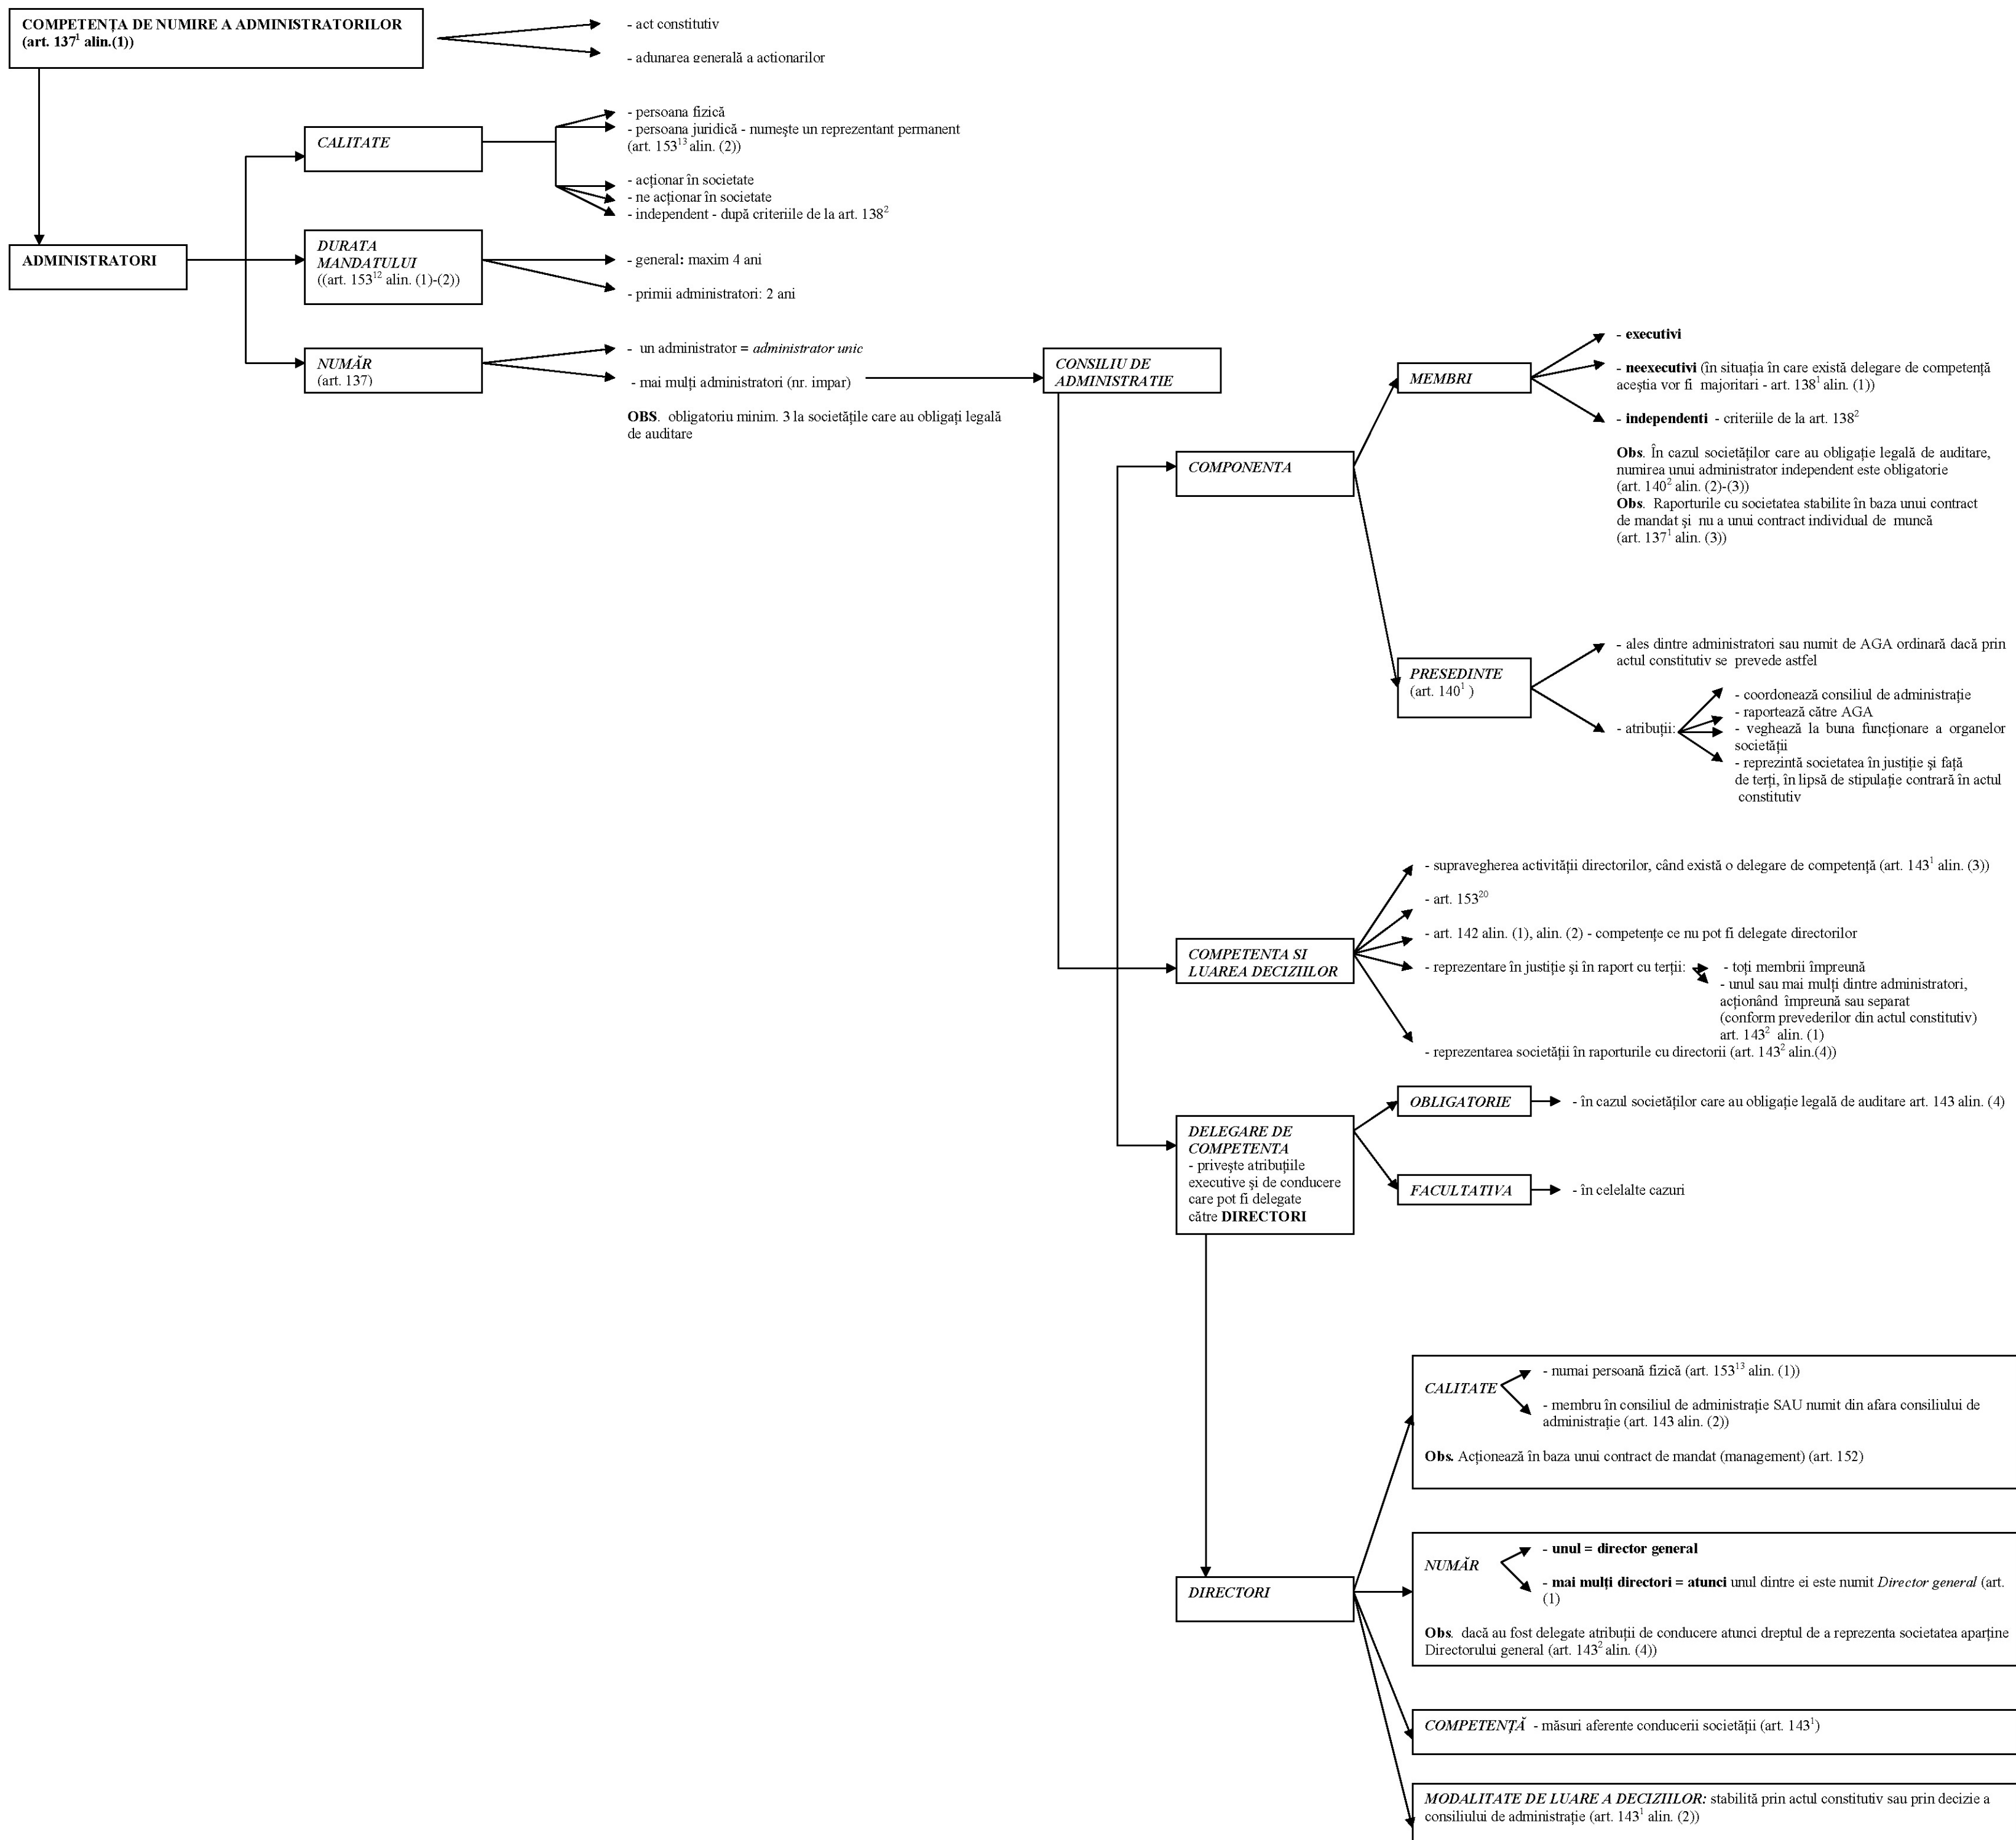 COMPETENȚA DE NUMIRE A ADMINISTRATORILOR
(art. 137¹ alin.(1))
- act constitutiv
- adunarea generală a acționarilor
- persoana fizică
- persoana juridică - numește un reprezentant permanent
(art. 153¹³ alin. (2))
CALITATE
- acționar în societate
- ne acționar în societate
- independent - după criteriile de la art. 138²
ADMINISTRATORI
DURATA
MANDATULUI
((art. 153¹² alin. (1)-(2))
- general: maxim 4 ani
- primii administratori: 2 ani
NUMĂR
(art. 137)
- un administrator = administrator unic
- mai mulți administratori (nr. impar)
OBS. obligatoriu minim. 3 la societățile care au obligați legală
de auditare
CONSILIU DE
ADMINISTRATIE
MEMBRI
- executivi
- neexecutivi (în situația în care există delegare de competență
aceștia vor fi majoritari - art. 138¹ alin. (1))
- independenti - criteriile de la art. 138²
Obs. În cazul societăților care au obligație legală de auditare,
numirea unui administrator independent este obligatorie
(art. 140² alin. (2)-(3))
Obs. Raporturile cu societatea stabilite în baza unui contract
de mandat și nu a unui contract individual de muncă
(art. 137¹ alin. (3))
COMPONENTA
PRESEDINTE
(art. 140¹ )
- ales dintre administratori sau numit de AGA ordinară dacă prin
actul constitutiv se prevede astfel
- atribuții:
- coordonează consiliul de administrație
- raportează către AGA
- veghează la buna funcționare a organelor
societății
- reprezintă societatea în justiție și față
de terți, în lipsă de stipulație contrară în actul
constitutiv
COMPETENTA SI
LUAREA DECIZIILOR
- supravegherea activității directorilor, când există o delegare de competență (art. 143¹ alin. (3))
- art. 153²⁰
- art. 142 alin. (1), alin. (2) - competențe ce nu pot fi delegate directorilor
- reprezentare în justiție și în raport cu terții:
- toți membrii împreună
- unul sau mai mulți dintre administratori,
acționând împreună sau separat
(conform prevederilor din actul constitutiv)
art. 143² alin. (1)
- reprezentarea societății în raporturile cu directorii (art. 143² alin.(4))
DELEGARE DE
COMPETENTA
- privește atribuțiile
executive și de conducere
care pot fi delegate
către DIRECTORI
OBLIGATORIE
- în cazul societăților care au obligație legală de auditare art. 143 alin. (4)
FACULTATIVA
- în celelalte cazuri
DIRECTORI
CALITATE
- numai persoană fizică (art. 153¹³ alin. (1))
- membru în consiliul de administrație SAU numit din afara consiliului de
administrație (art. 143 alin. (2))
Obs. Acționează în baza unui contract de mandat (management) (art. 152)
NUMĂR
- unul = director general
- mai mulți directori = atunci unul dintre ei este numit Director general (art.
(1)
Obs. dacă au fost delegate atribuții de conducere atunci dreptul de a reprezenta societatea aparține
Directorului general (art. 143² alin. (4))
COMPETENȚĂ - măsuri aferente conducerii societății (art. 143¹)
MODALITATE DE LUARE A DECIZIILOR: stabilită prin actul constitutiv sau prin decizie a
consiliului de administrație (art. 143¹ alin. (2))